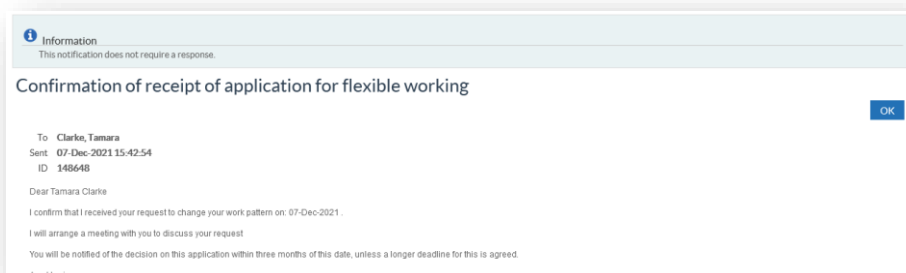 Information
This notification does not require a response.
Confirmation of receipt of application for flexible working
OK
To Clarke, Tamara
Sent 07-Dec-2021 15:42:54
ID 148648
Dear Tamara Clarke
I confirm that I received your request to change your work pattern on: 07-Dec-2021 .
I will arrange a meeting with you to discuss your request
You will be notified of the decision on this application within three months of this date, unless a longer deadline for this is agreed.